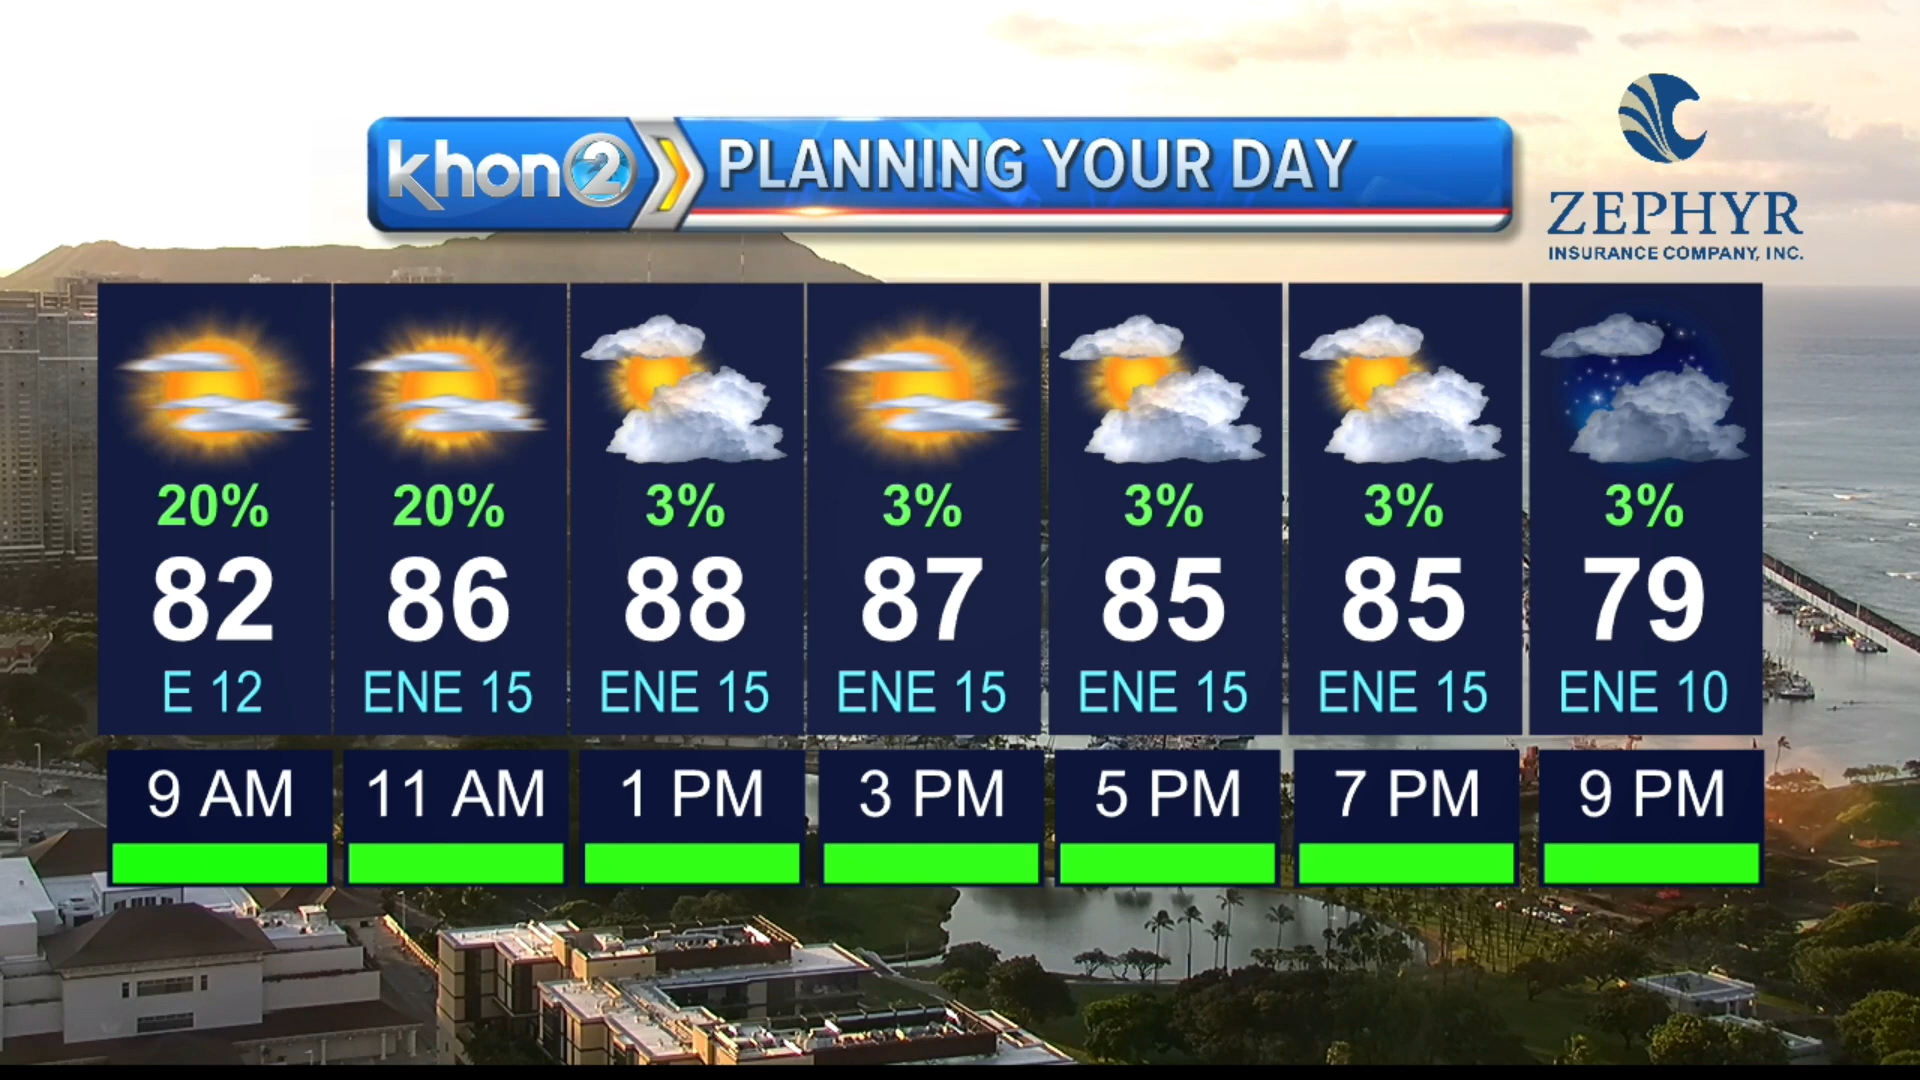 khon2 PLANNING YOUR DAY
ZEPHYR
INSURANCE COMPANY, INC.
20% 20% 3% 3% 3% 3% 3%
82 86 88 87 85 85 79
E 12 ENE 15 ENE 15 ENE 15 ENE 15 ENE 15 ENE 10
9 AM 11 AM 1 PM 3 PM 5 PM 7 PM 9 PM